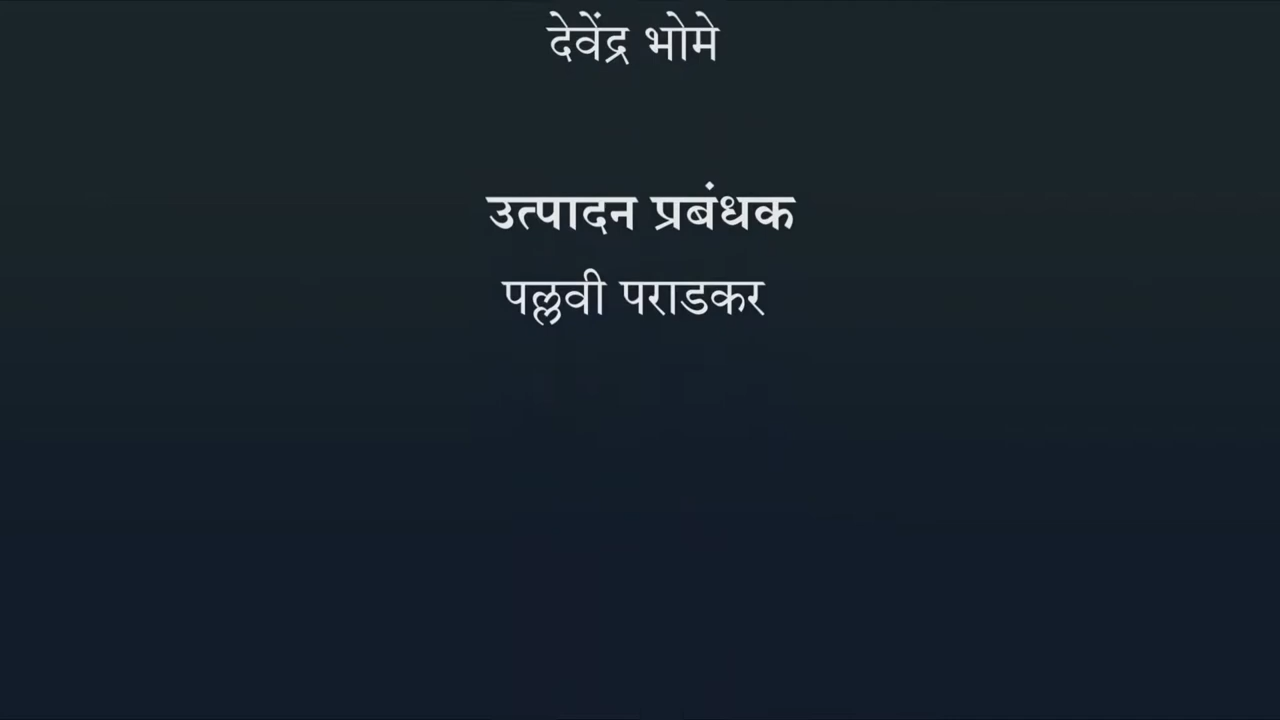 देवेंद्र भोमे
उत्पादन प्रबंधक
पल्लवी पराडकर